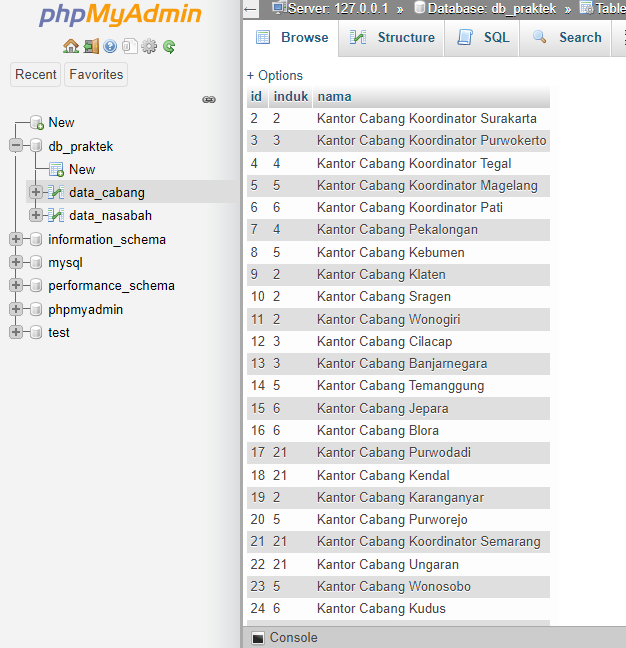 phpMyAdmin
Recent Favorites
New
db_praktek
New
data_cabang
data_nasabah
information_schema
mysql
performance_schema
phpmyadmin
test
Server: 127.0.0.1 » Database: db_praktek » Table
Browse Structure SQL Search
+ Options
id induk nama
2 2 Kantor Cabang Koordinator Surakarta
3 3 Kantor Cabang Koordinator Purwokerto
4 4 Kantor Cabang Koordinator Tegal
5 5 Kantor Cabang Koordinator Magelang
6 6 Kantor Cabang Koordinator Pati
7 4 Kantor Cabang Pekalongan
8 5 Kantor Cabang Kebumen
9 2 Kantor Cabang Klaten
10 2 Kantor Cabang Sragen
11 2 Kantor Cabang Wonogiri
12 3 Kantor Cabang Cilacap
13 3 Kantor Cabang Banjarnegara
14 5 Kantor Cabang Temanggung
15 6 Kantor Cabang Jepara
16 6 Kantor Cabang Blora
17 21 Kantor Cabang Purwodadi
18 21 Kantor Cabang Kendal
19 2 Kantor Cabang Karanganyar
20 5 Kantor Cabang Purworejo
21 21 Kantor Cabang Koordinator Semarang
22 21 Kantor Cabang Ungaran
23 5 Kantor Cabang Wonosobo
24 6 Kantor Cabang Kudus
Console